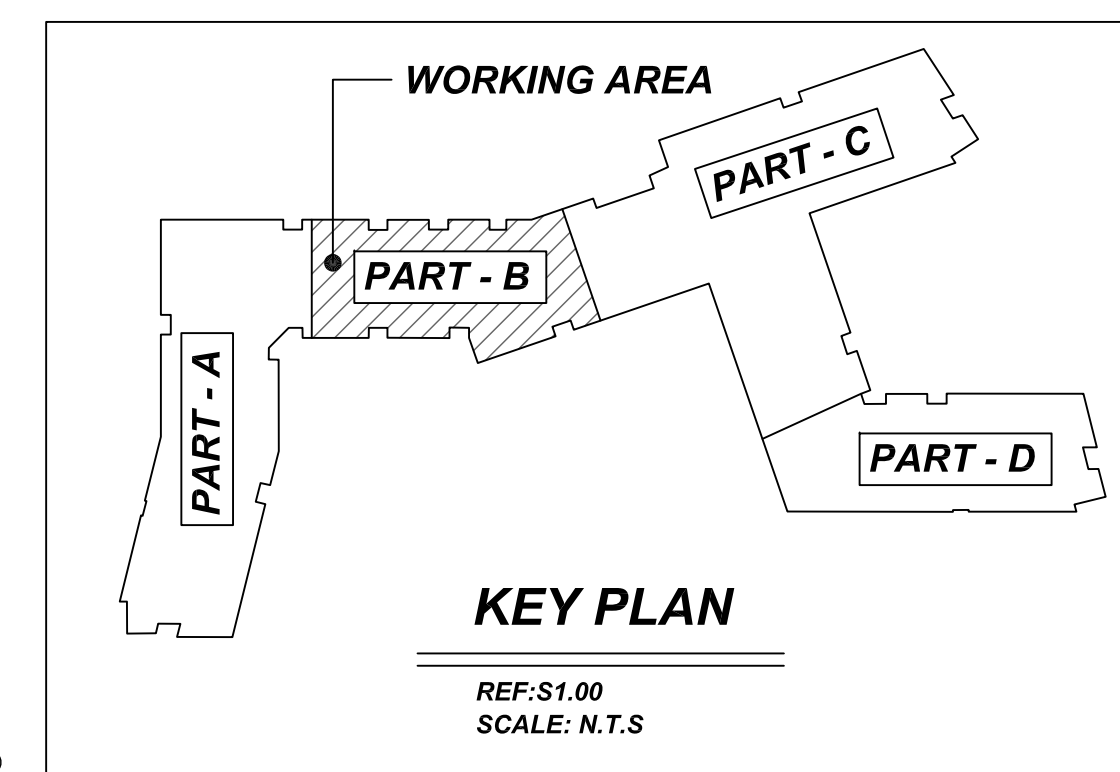 WORKING AREA
PART - C
PART - B
PART - A
PART - D
KEY PLAN
REF:S1.00
SCALE: N.T.S